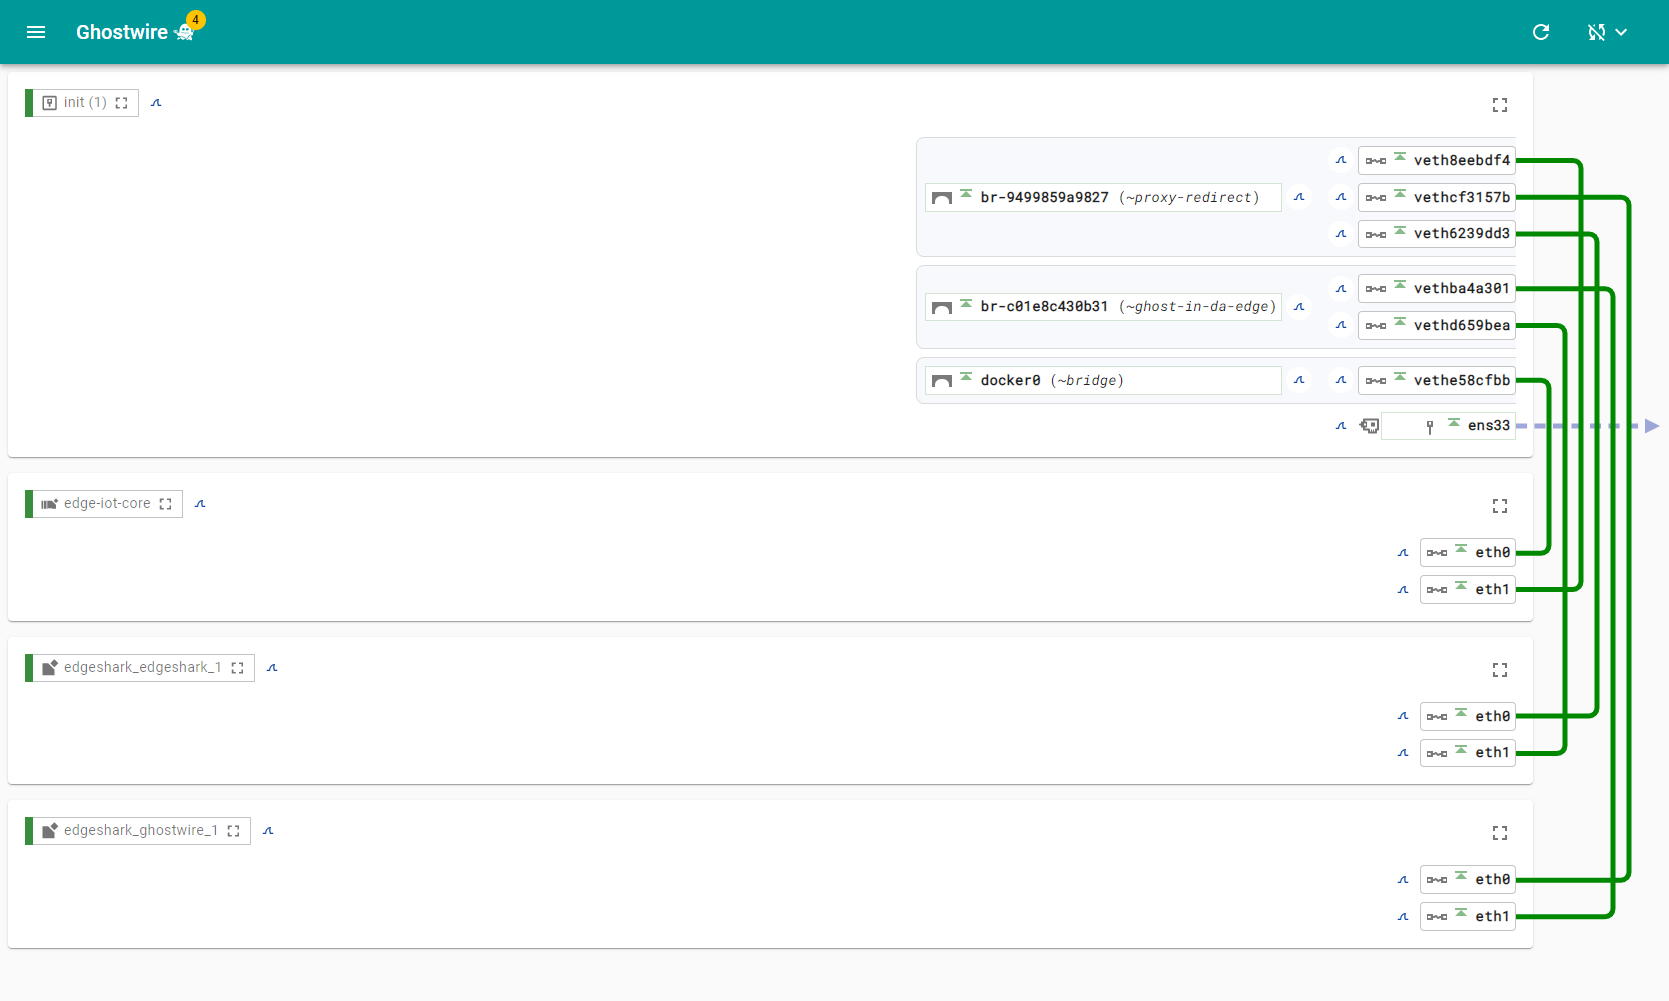 Ghostwire 4
init (1)
veth8eebdf4
br-9499859a9827 (~proxy-redirect) vethcf3157b
veth6239dd3
vethba4a301
br-c01e8c430b31 (~ghost-in-da-edge)
vethd659bea
docker0 (~bridge) vethe58cfbb
ens33
edge-iot-core
eth0
eth1
edgeshark_edgeshark_1
eth0
eth1
edgeshark_ghostwire_1
eth0
eth1